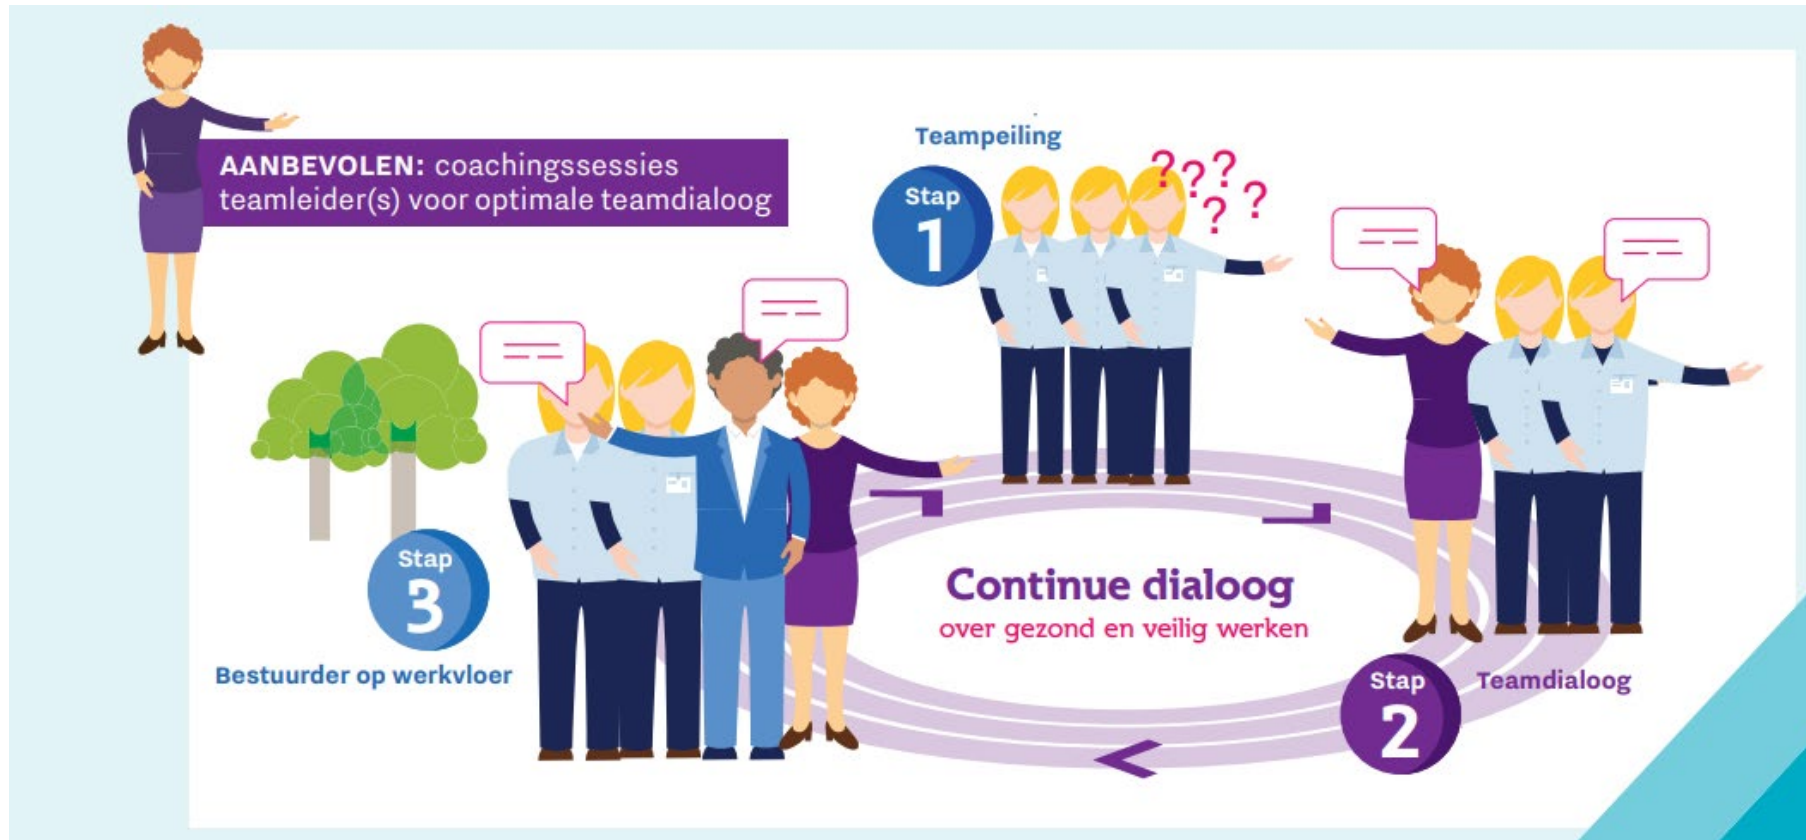 AANBEVOLEN: coachingssessies
teamleider(s) voor optimale teamdialoog
Teampeiling
Stap
1
? ? ? ? ?
Stap
2
Teamdialoog
Stap
3
Bestuurder op werkvloer
Continue dialoog
over gezond en veilig werken